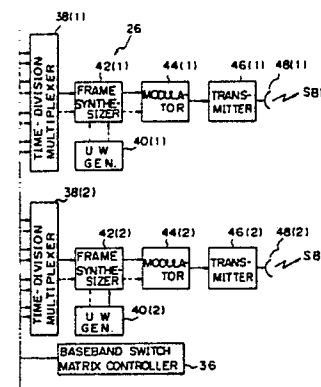 38(1)
26
42(1)
44(1)
46(1)
48(1)
TIME-DIVISION
MULTIPLEXER
FRAME
SYNTHE-
SIZER
MODULA-
TOR
TRANS-
MITTER
SB
UW
GEN.
40(1)
38(2)
42(2)
44(2)
46(2)
48(2)
TIME-DIVISION
MULTIPLEXER
FRAME
SYNTHE-
SIZER
MODULA-
TOR
TRANS-
MITTER
SB
UW
GEN.
40(2)
BASEBAND SWITCH
MATRIX CONTROLLER
36